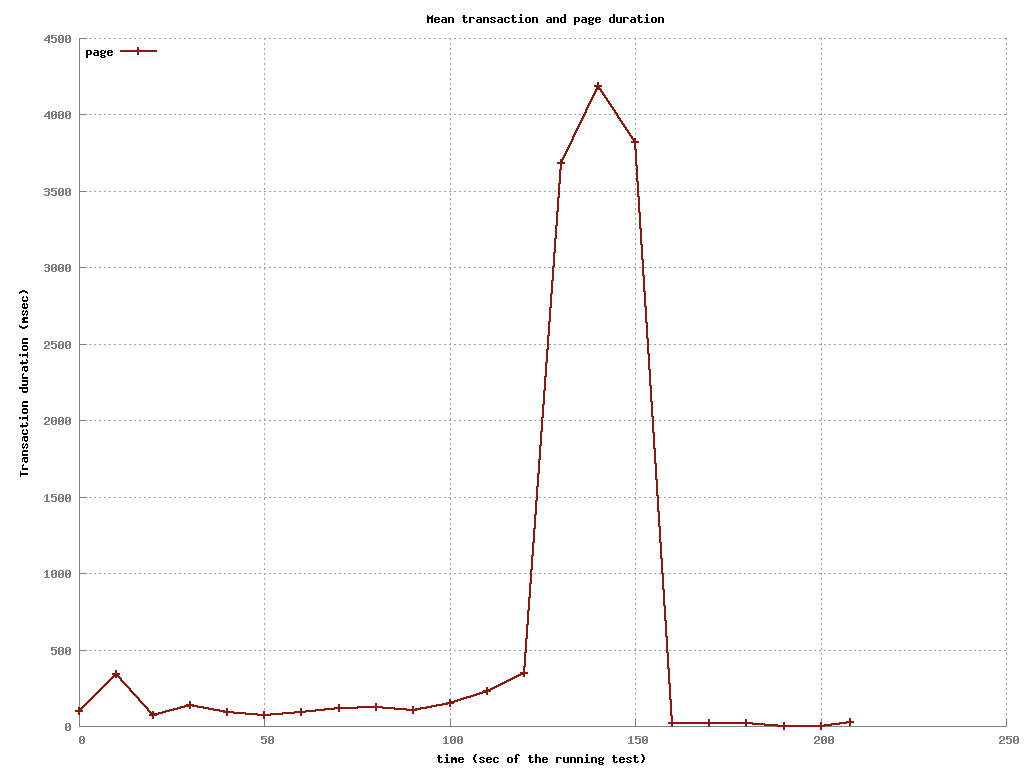 Mean transaction and page duration
page
4500
4000
3500
3000
2500
2000
1500
1000
500
0
Transaction duration (msec)
0 50 100 150 200 250
time (sec of the running test)